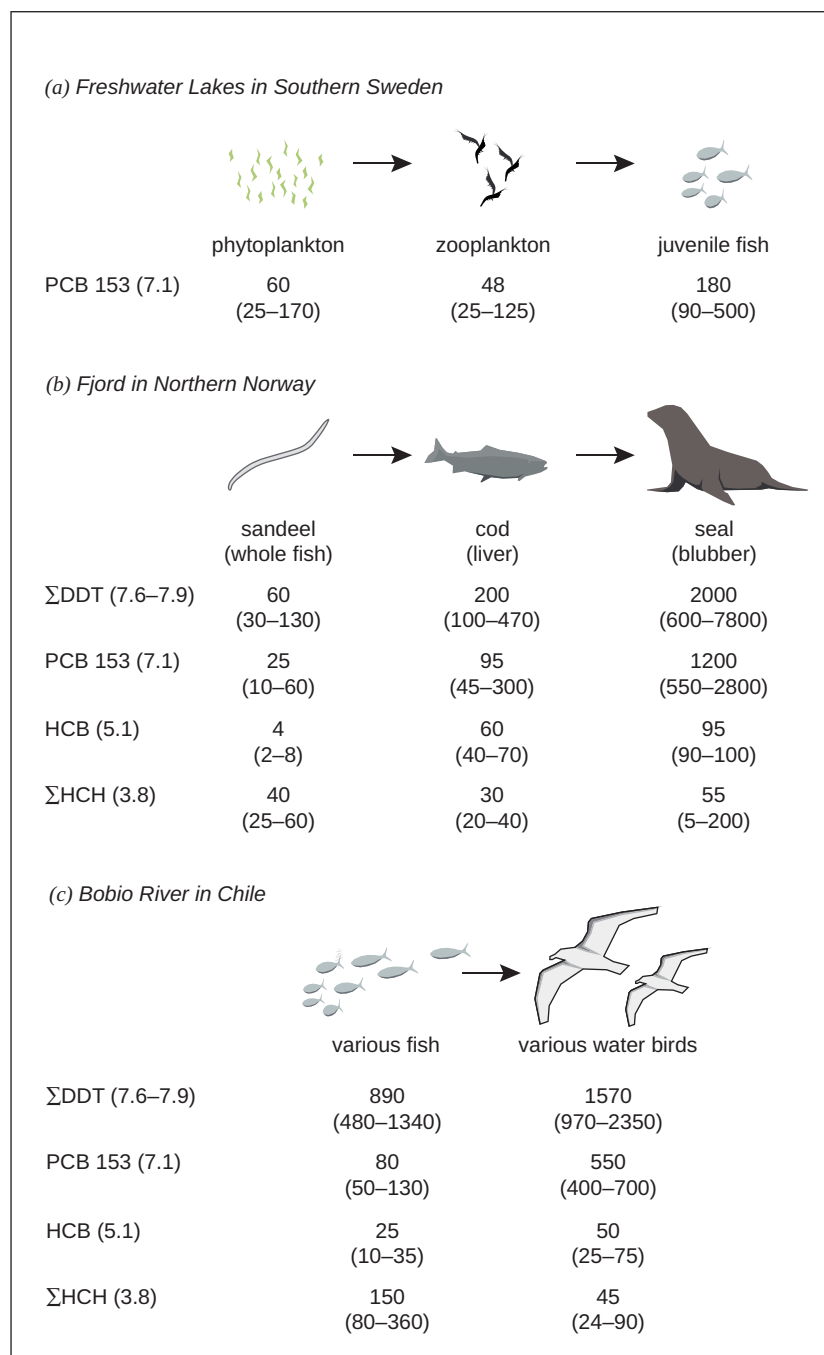 (a) Freshwater Lakes in Southern Sweden
phytoplankton zooplankton juvenile fish
PCB 153 (7.1) 60 48 180
(25–170) (25–125) (90–500)
(b) Fjord in Northern Norway
sandeel cod seal
(whole fish) (liver) (blubber)
∑DDT (7.6–7.9) 60 200 2000
(30–130) (100–470) (600–7800)
PCB 153 (7.1) 25 95 1200
(10–60) (45–300) (550–2800)
HCB (5.1) 4 60 95
(2–8) (40–70) (90–100)
∑HCH (3.8) 40 30 55
(25–60) (20–40) (5–200)
(c) Bobio River in Chile
various fish various water birds
∑DDT (7.6–7.9) 890 1570
(480–1340) (970–2350)
PCB 153 (7.1) 80 550
(50–130) (400–700)
HCB (5.1) 25 50
(10–35) (25–75)
∑HCH (3.8) 150 45
(80–360) (24–90)